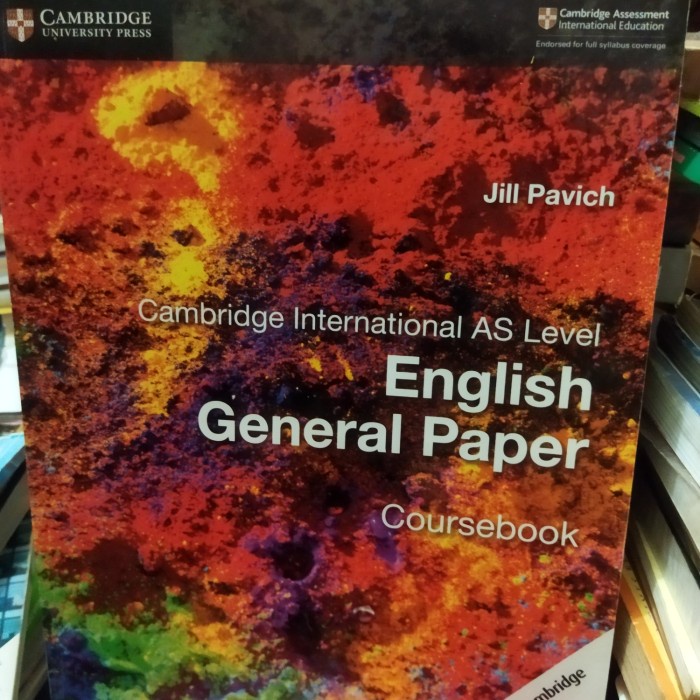 CAMBRIDGE
UNIVERSITY PRESS
Cambridge Assessment
International Education
Endorsed for full syllabus coverage
Jill Pavich
Cambridge International AS Level
English
General Paper
Coursebook